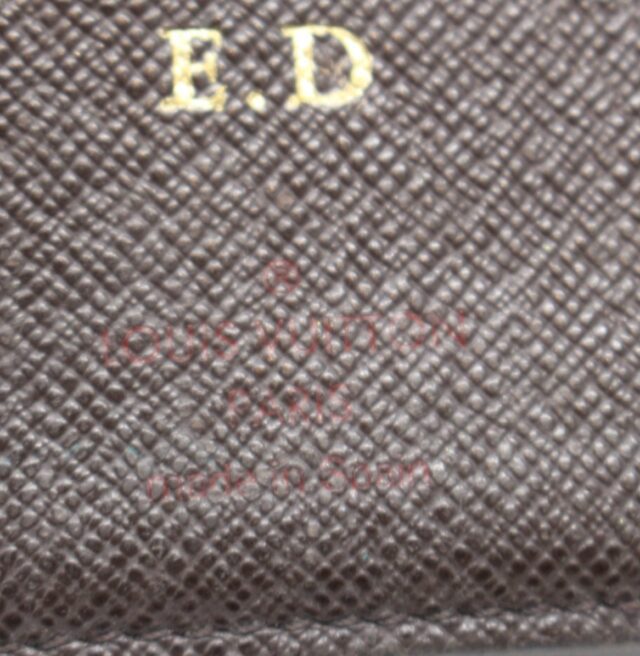 E.D
®
LOUIS VUITTON
PARIS
made in Spain